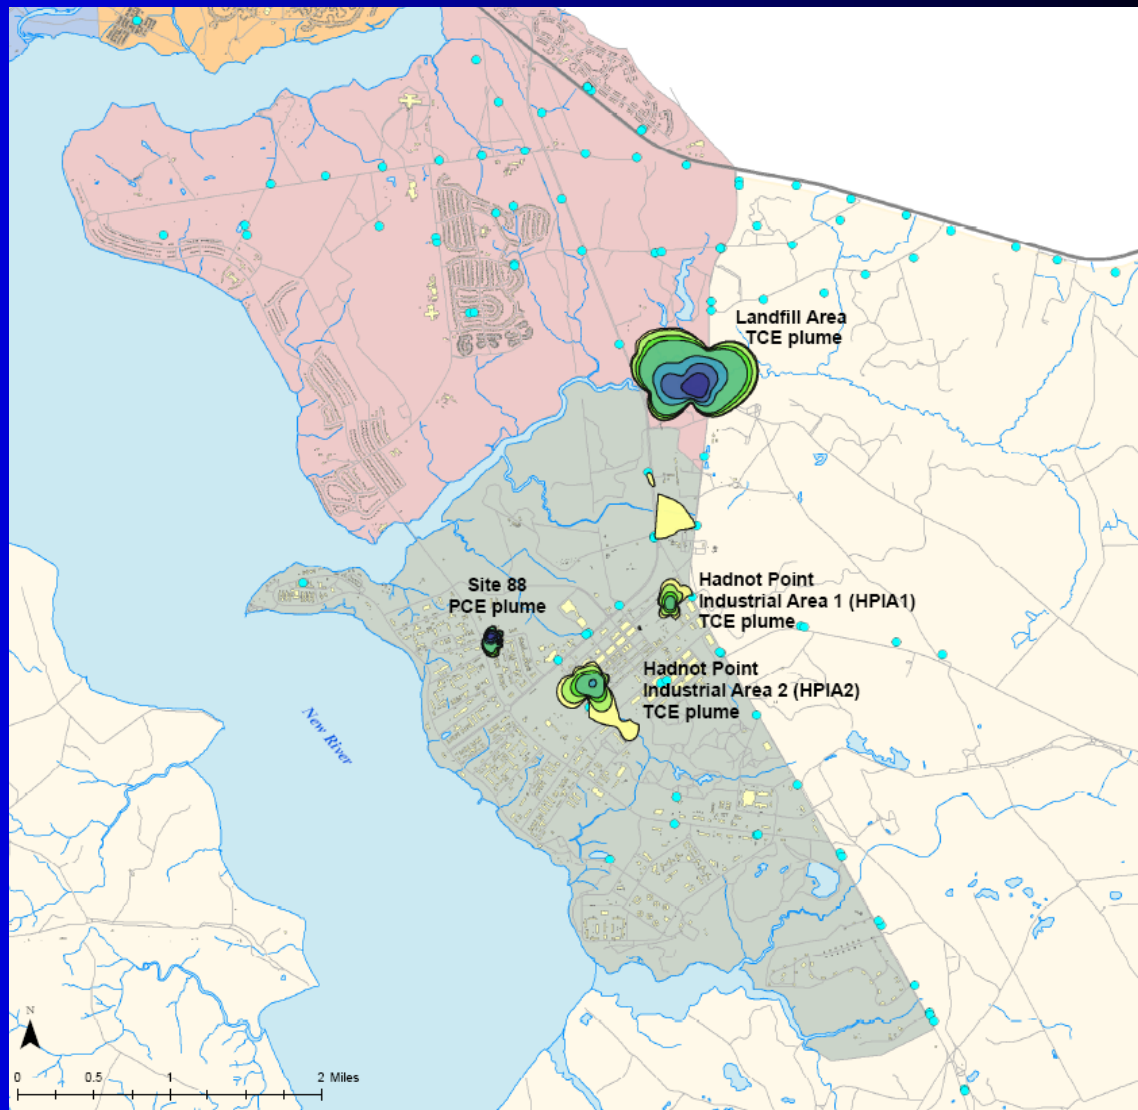 Landfill Area
TCE plume
Site 88
PCE plume
Hadnot Point
Industrial Area 1 (HPIA1)
TCE plume
Hadnot Point
Industrial Area 2 (HPIA2)
TCE plume
New River
N
0 0.5 1 2 Miles